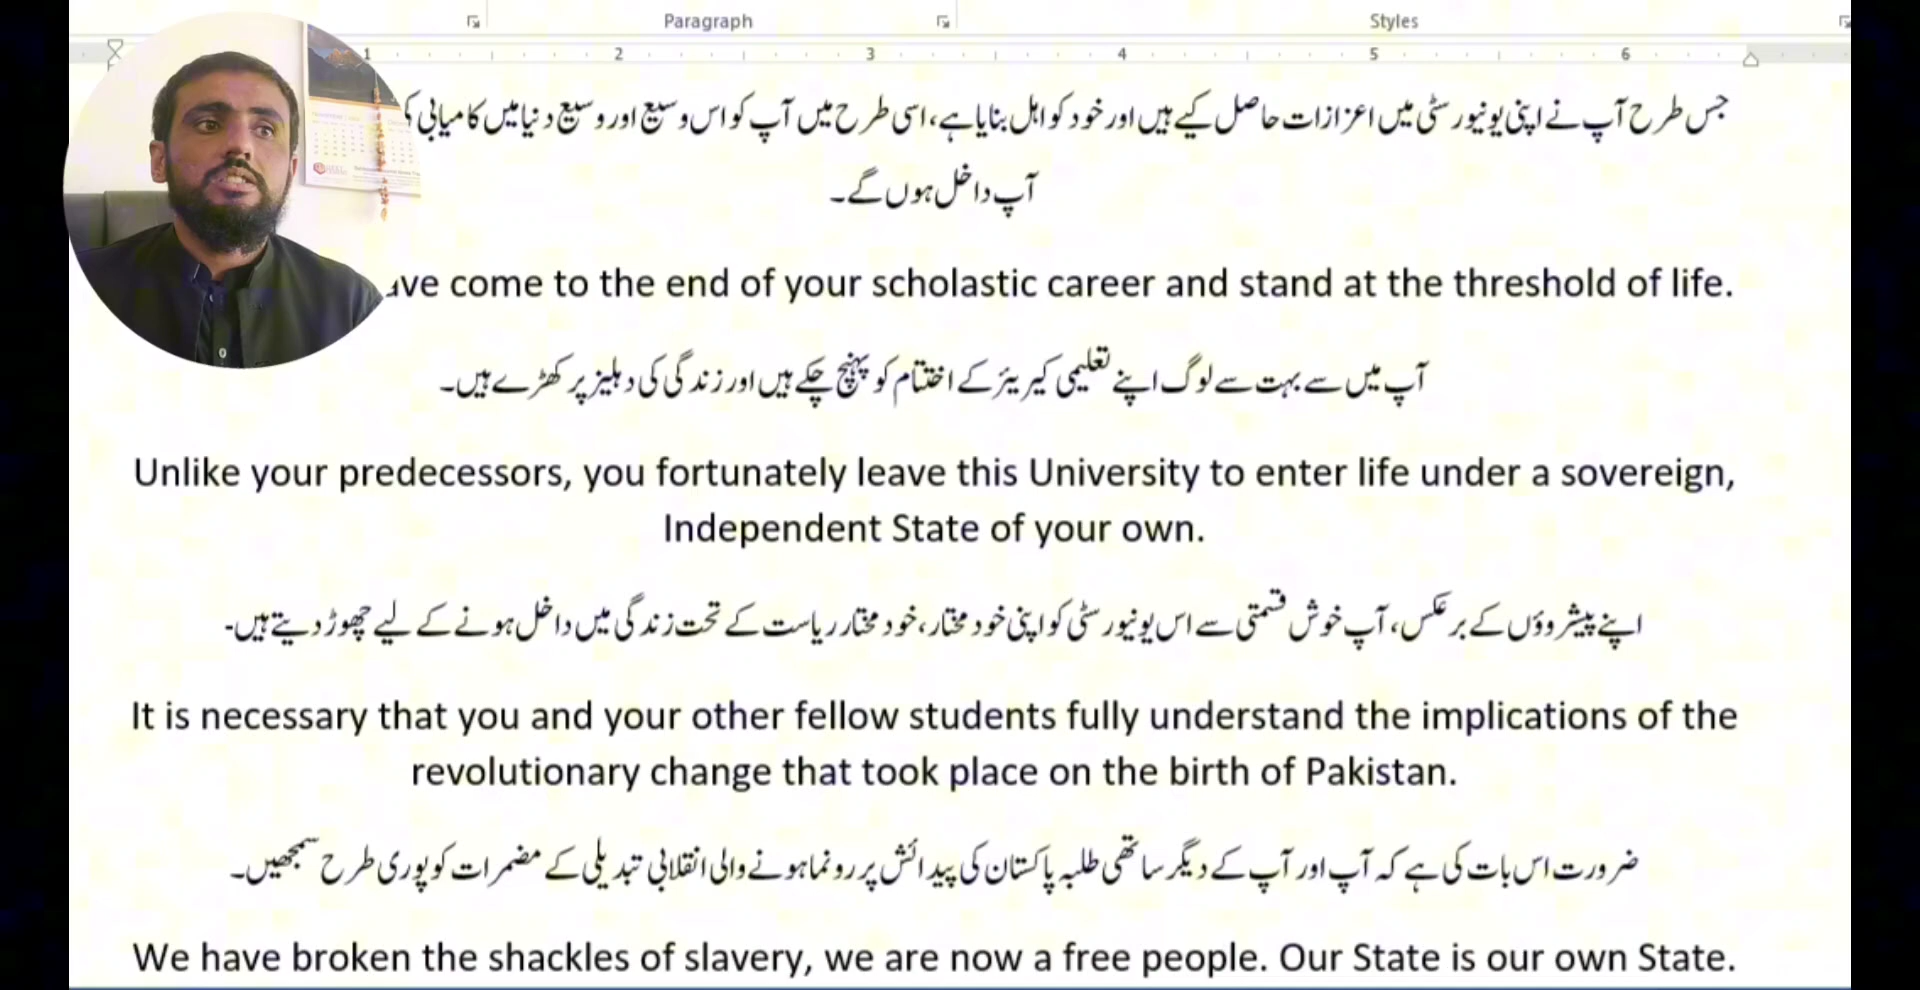 Paragraph
Styles
1 2 3 4 5 6
جس طرح آپ نے اپنی یونیورسٹی میں اعزازات حاصل کیے ہیں اور خود کو اہل بنایا ہے، اسی طرح میں آپ کو اس وسیع اور وسیع دنیا میں کامیابی
آپ داخل ہوں گے۔
come to the end of your scholastic career and stand at the threshold of life.
آپ میں سے بہت سے لوگ اپنے تعلیمی کیریئر کے اختتام کو پہنچ چکے ہیں اور زندگی کی دہلیز پر کھڑے ہیں۔
Unlike your predecessors, you fortunately leave this University to enter life under a sovereign,
Independent State of your own.
اپنے پیشروؤں کے برعکس، آپ خوش قسمتی سے اس یونیورسٹی کو اپنی خود مختار، خود مختار ریاست کے تحت زندگی میں داخل ہونے کے لیے چھوڑ دیتے ہیں-
It is necessary that you and your other fellow students fully understand the implications of the
revolutionary change that took place on the birth of Pakistan.
ضرورت اس بات کی ہے کہ آپ اور آپ کے دیگر ساتھی طلبہ پاکستان کی پیدائش پر رونما ہونے والی انقلابی تبدیلی کے مضمرات کو پوری طرح سمجھیں۔
We have broken the shackles of slavery, we are now a free people. Our State is our own State.